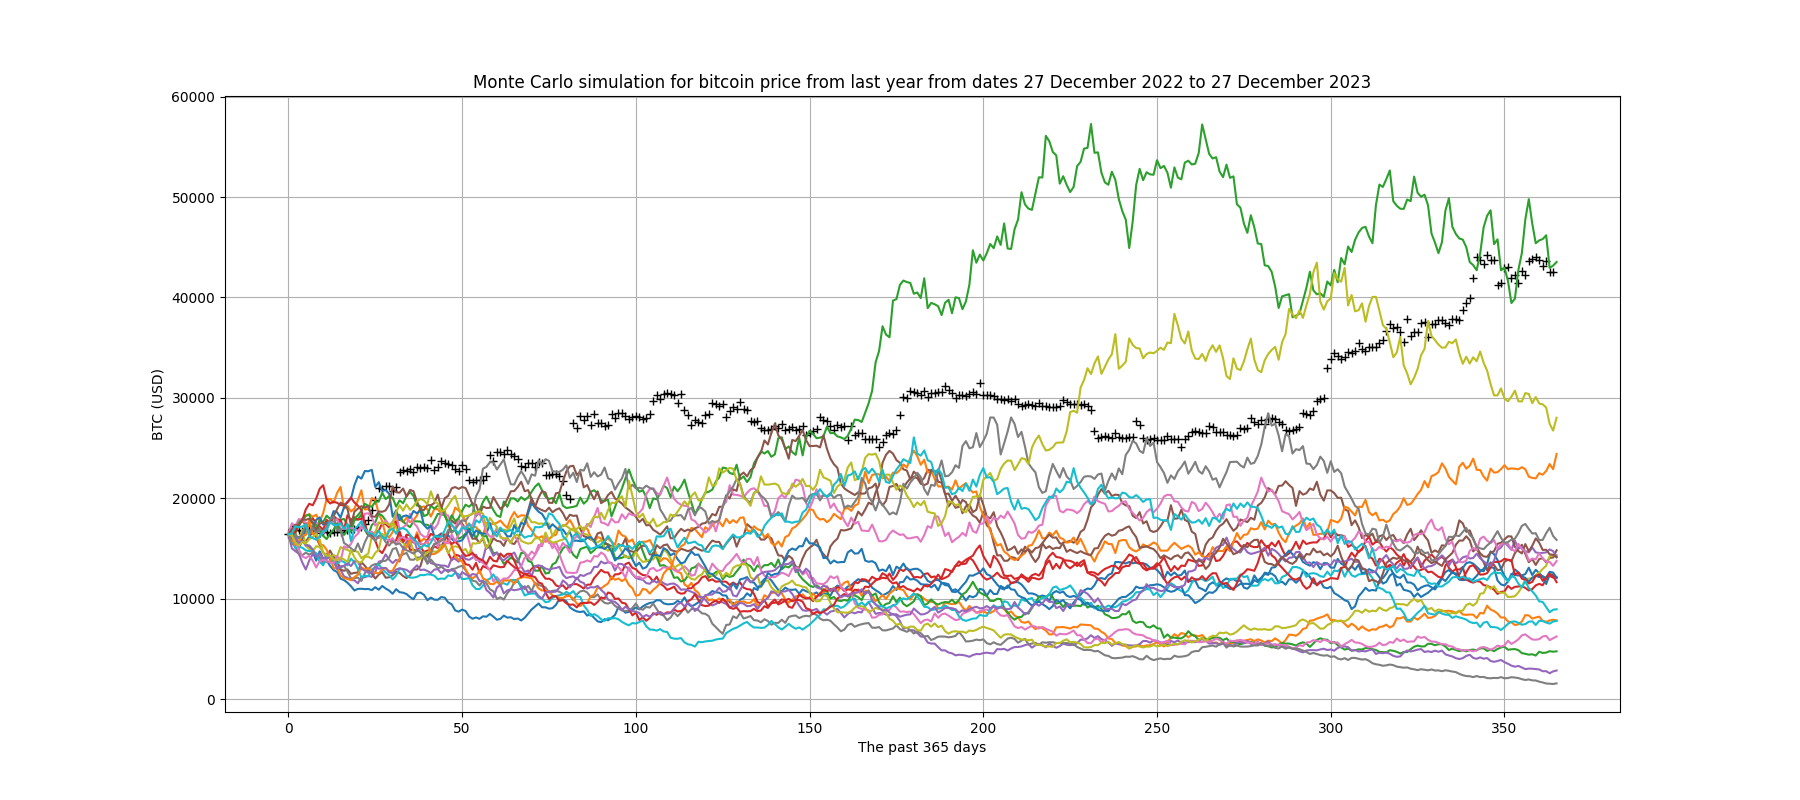 Monte Carlo simulation for bitcoin price from last year from dates 27 December 2022 to 27 December 2023
60000
50000
40000
30000
20000
10000
0
BTC (USD)
0 50 100 150 200 250 300 350
The past 365 days